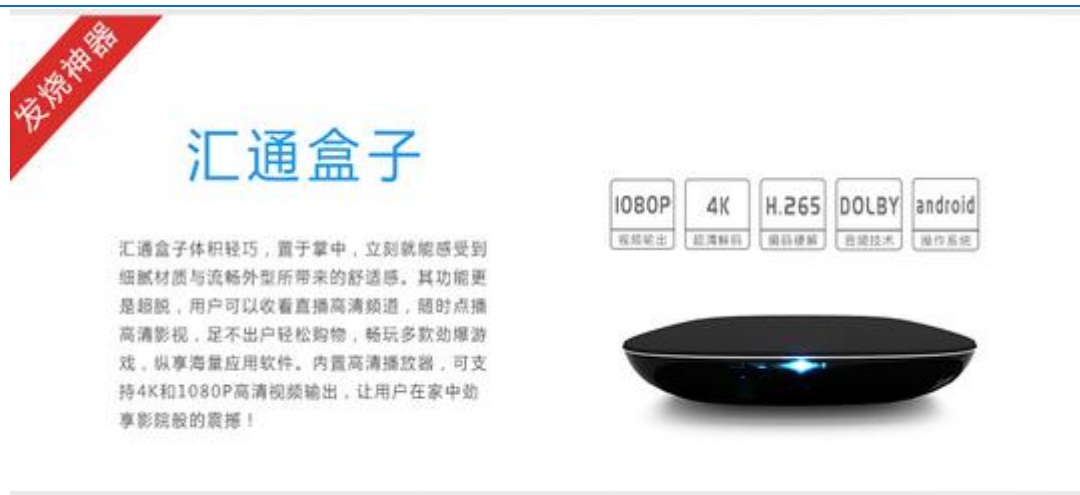 发烧神器
汇通盒子
汇通盒子体积轻巧，置于掌中，立刻就能感受到
细腻材质与流畅外型所带来的舒适感。其功能更
是超脱，用户可以收看直播高清频道，随时点播
高清影视，足不出户轻松购物，畅玩多款劲爆游
戏，纵享海量应用软件。内置高清播放器，可支
持4K和1080P高清视频输出，让用户在家中劲
享影院般的震撼！
1080P 4K H.265 DOLBY android
视频输出 超清解码 编码硬解 音频技术 操作系统